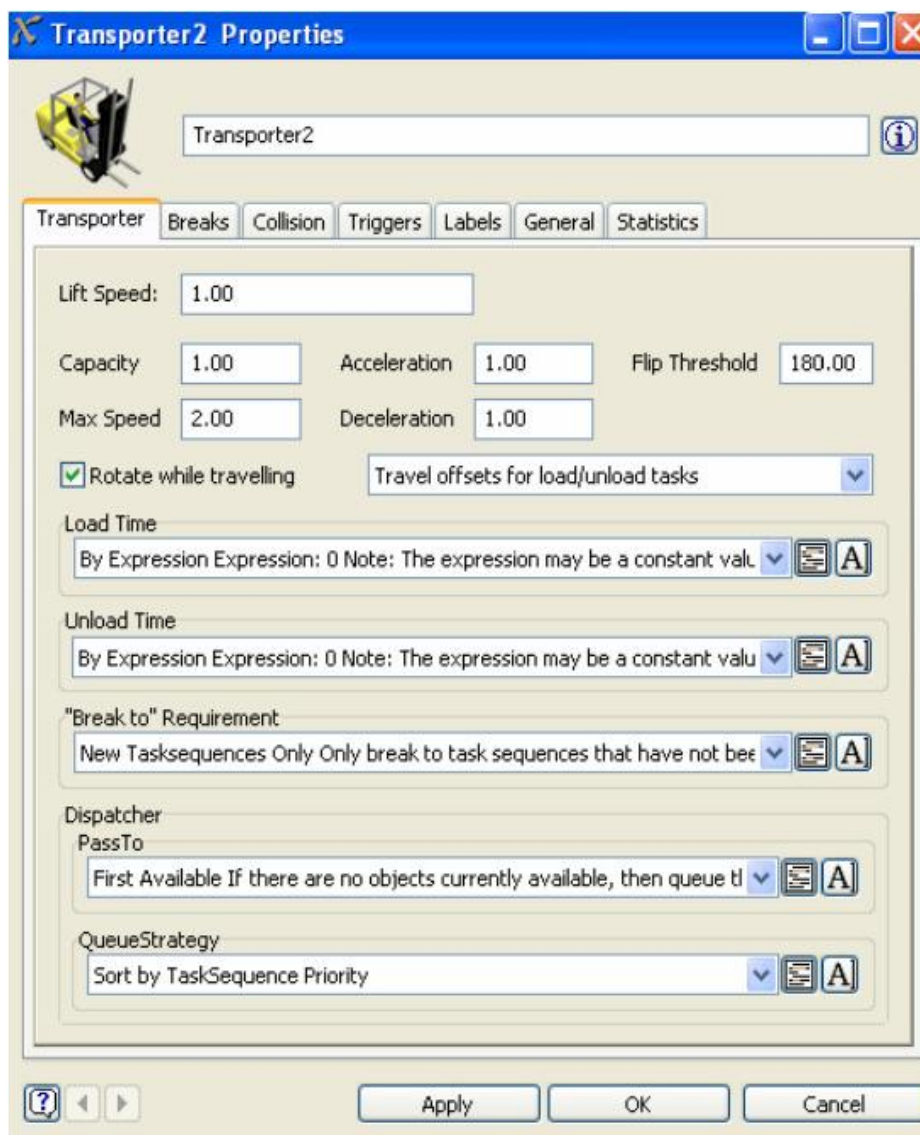 Transporter2 Properties
Transporter2
Transporter Breaks Collision Triggers Labels General Statistics
Lift Speed: 1.00
Capacity 1.00 Acceleration 1.00 Flip Threshold 180.00
Max Speed 2.00 Deceleration 1.00
Rotate while travelling Travel offsets for load/unload tasks
Load Time
By Expression Expression: 0 Note: The expression may be a constant valu A
Unload Time
By Expression Expression: 0 Note: The expression may be a constant valu A
"Break to" Requirement
New Tasksequences Only Only break to task sequences that have not bee A
Dispatcher
PassTo
First Available If there are no objects currently available, then queue tl A
QueueStrategy
Sort by TaskSequence Priority A
? Apply OK Cancel